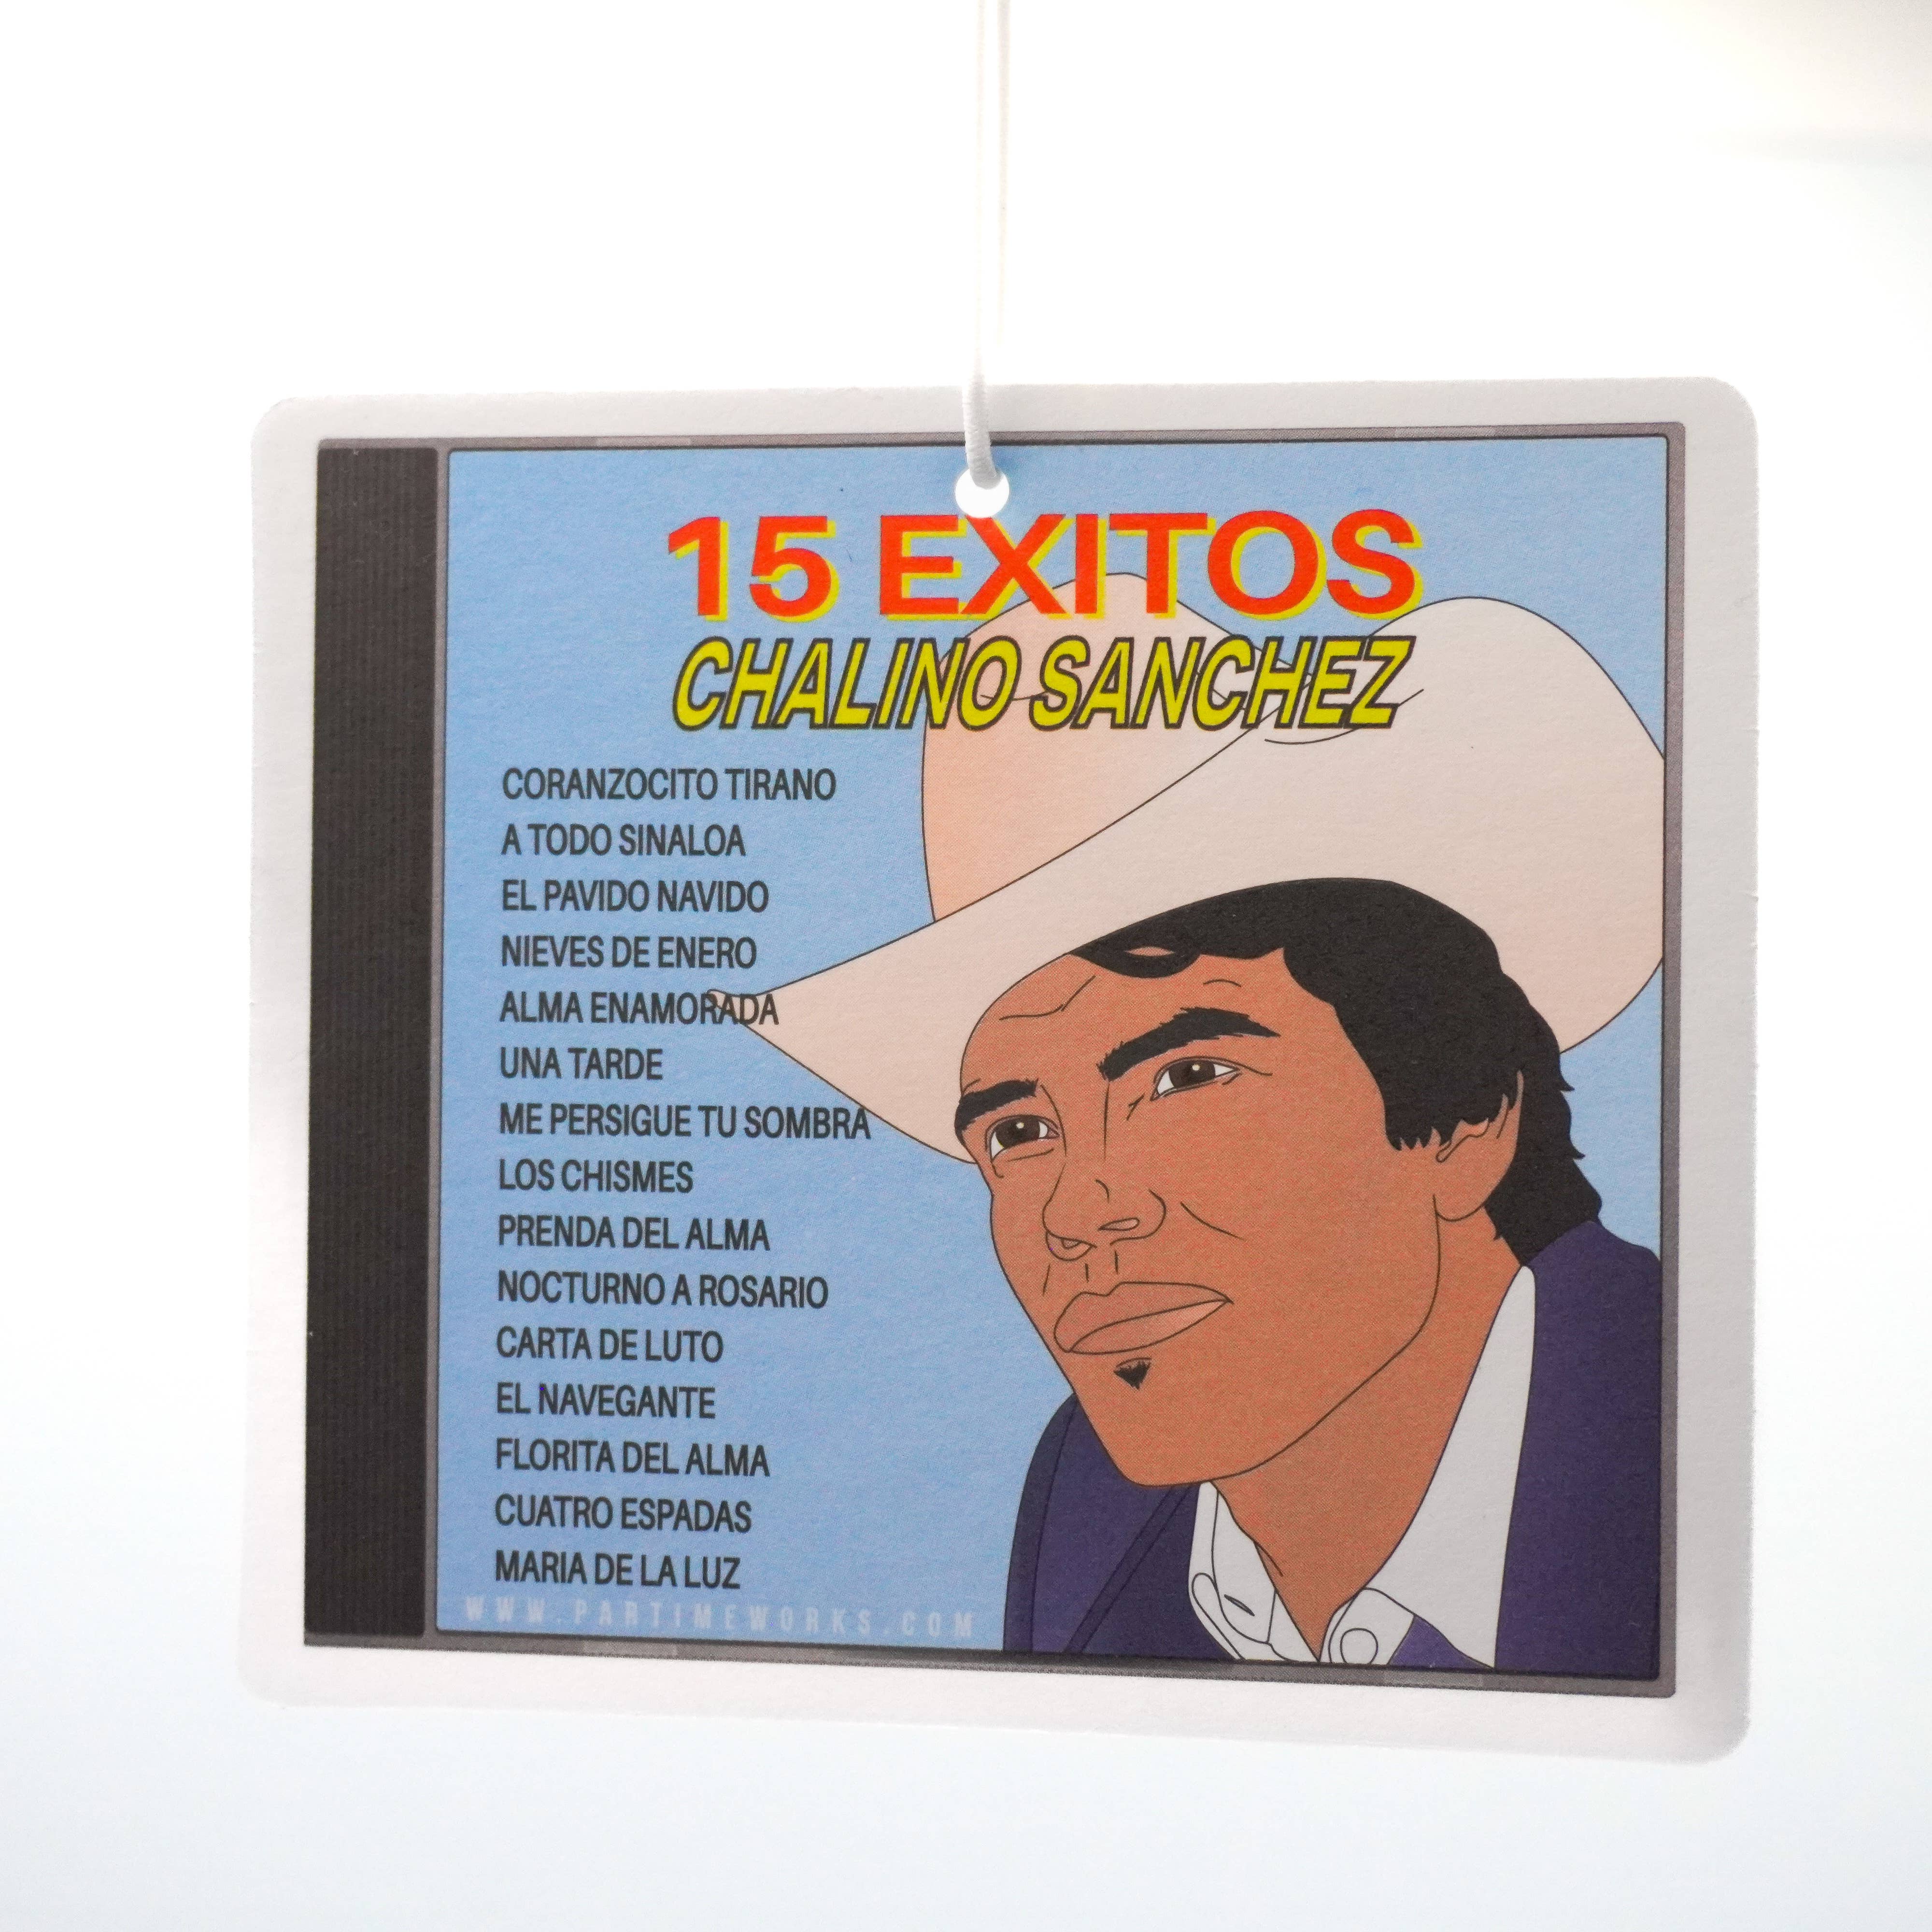 15 EXITOS
CHALINO SANCHEZ
CORANZOCITO TIRANO
A TODO SINALOA
EL PAVIDO NAVIDO
NIEVES DE ENERO
ALMA ENAMORADA
UNA TARDE
ME PERSIGUE TU SOMBRA
LOS CHISMES
PRENDA DEL ALMA
NOCTURNO A ROSARIO
CARTA DE LUTO
EL NAVEGANTE
FLORITA DEL ALMA
CUATRO ESPADAS
MARIA DE LA LUZ
WWW.PARTIMEWORKS.COM